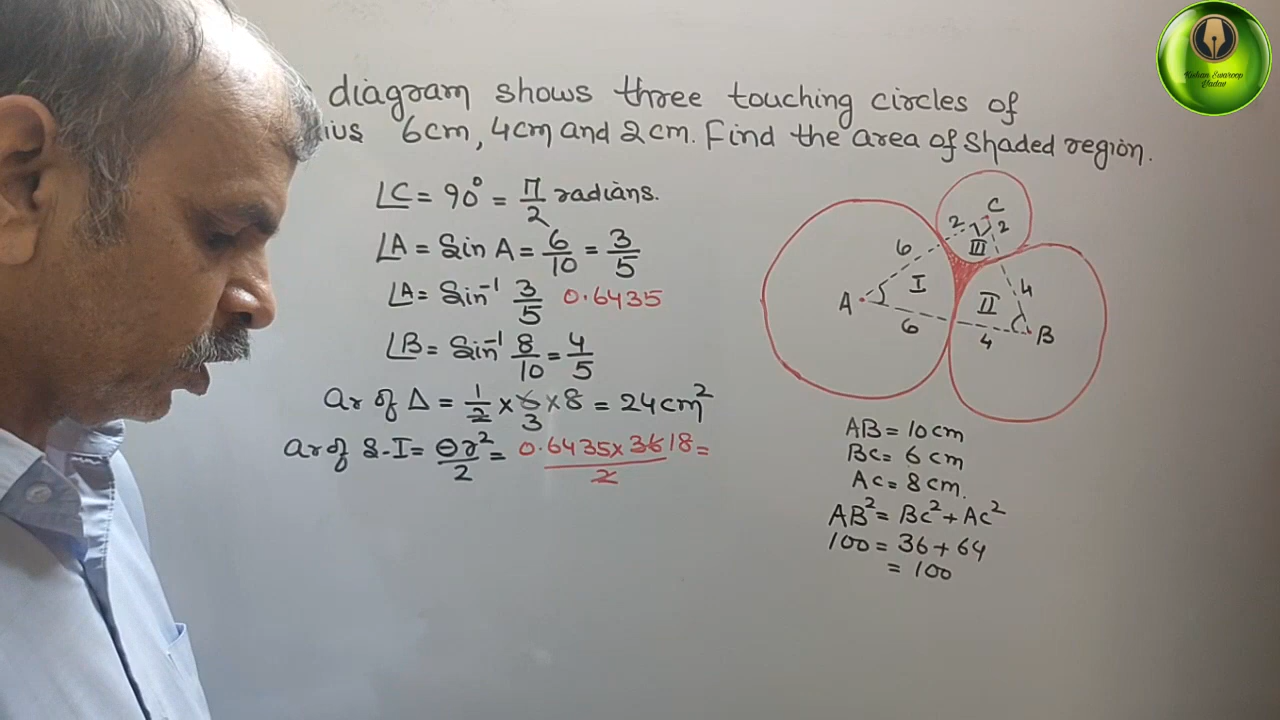 diagram shows three touching circles of
6cm, 4cm and 2cm. Find the area of shaded region.
∠C = 90° = π/2 radians.
∠A = Sin A = 6/10 = 3/5
∠A = Sin⁻¹ 3/5 0.6435
∠B = Sin⁻¹ 8/10 = 4/5
Ar of Δ = 1/2 × 6 3 × 8 = 24 cm²
Ar of S-I = θr²/2 = 0.6435×36 18/2 =
C
2 2
6 III
I 4
A II
6 4 B
AB = 10 cm
BC = 6 cm
AC = 8 cm.
AB² = BC² + AC²
100 = 36 + 64
= 100
Kishan Swaroop
Yadav